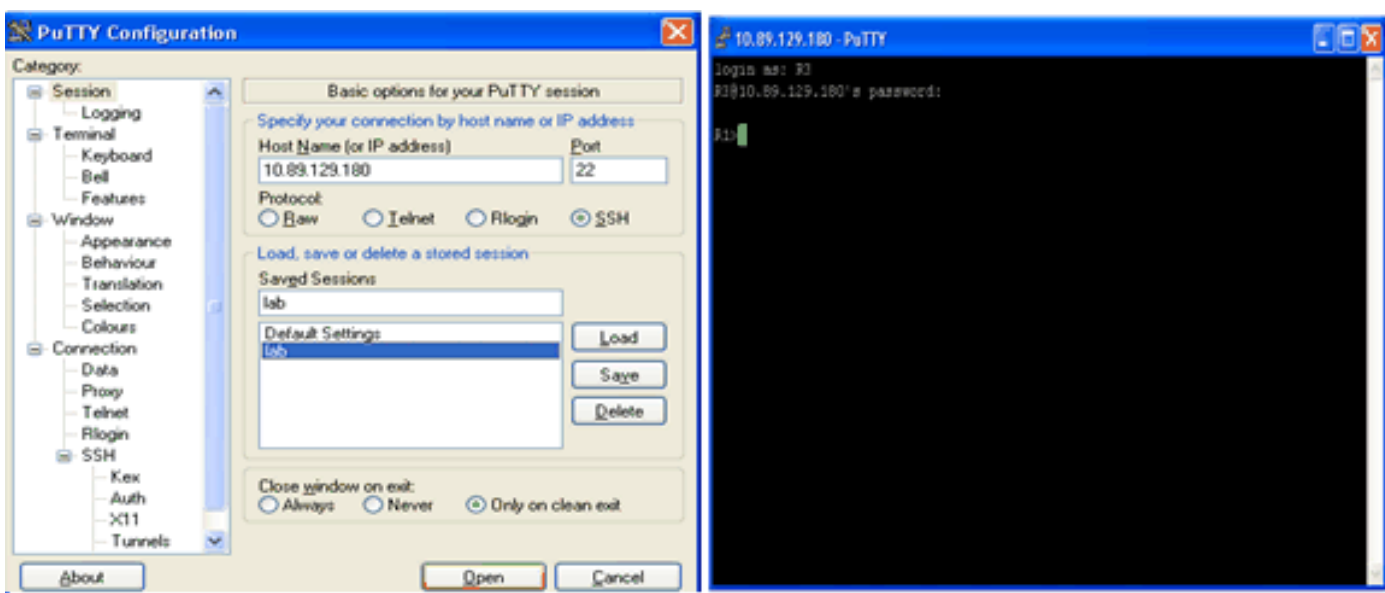 PuTTY Configuration
Category:
Session
Logging
Terminal
Keyboard
Bell
Features
Window
Appearance
Behaviour
Translation
Selection
Colours
Connection
Data
Proxy
Telnet
Rlogin
SSH
Kex
Auth
X11
Tunnels
Basic options for your PuTTY session
Specify your connection by host name or IP address
Host Name (or IP address)
Port
10.89.129.180
22
Protocol:
Raw Telnet Rlogin SSH
Load, save or delete a stored session
Saved Sessions
lab
Default Settings
lab
Load
Save
Delete
Close window on exit:
Always Never Only on clean exit
About
Open
Cancel
10.89.129.180 - PuTTY
login as: R3
R3@10.89.129.180's password:
R1>